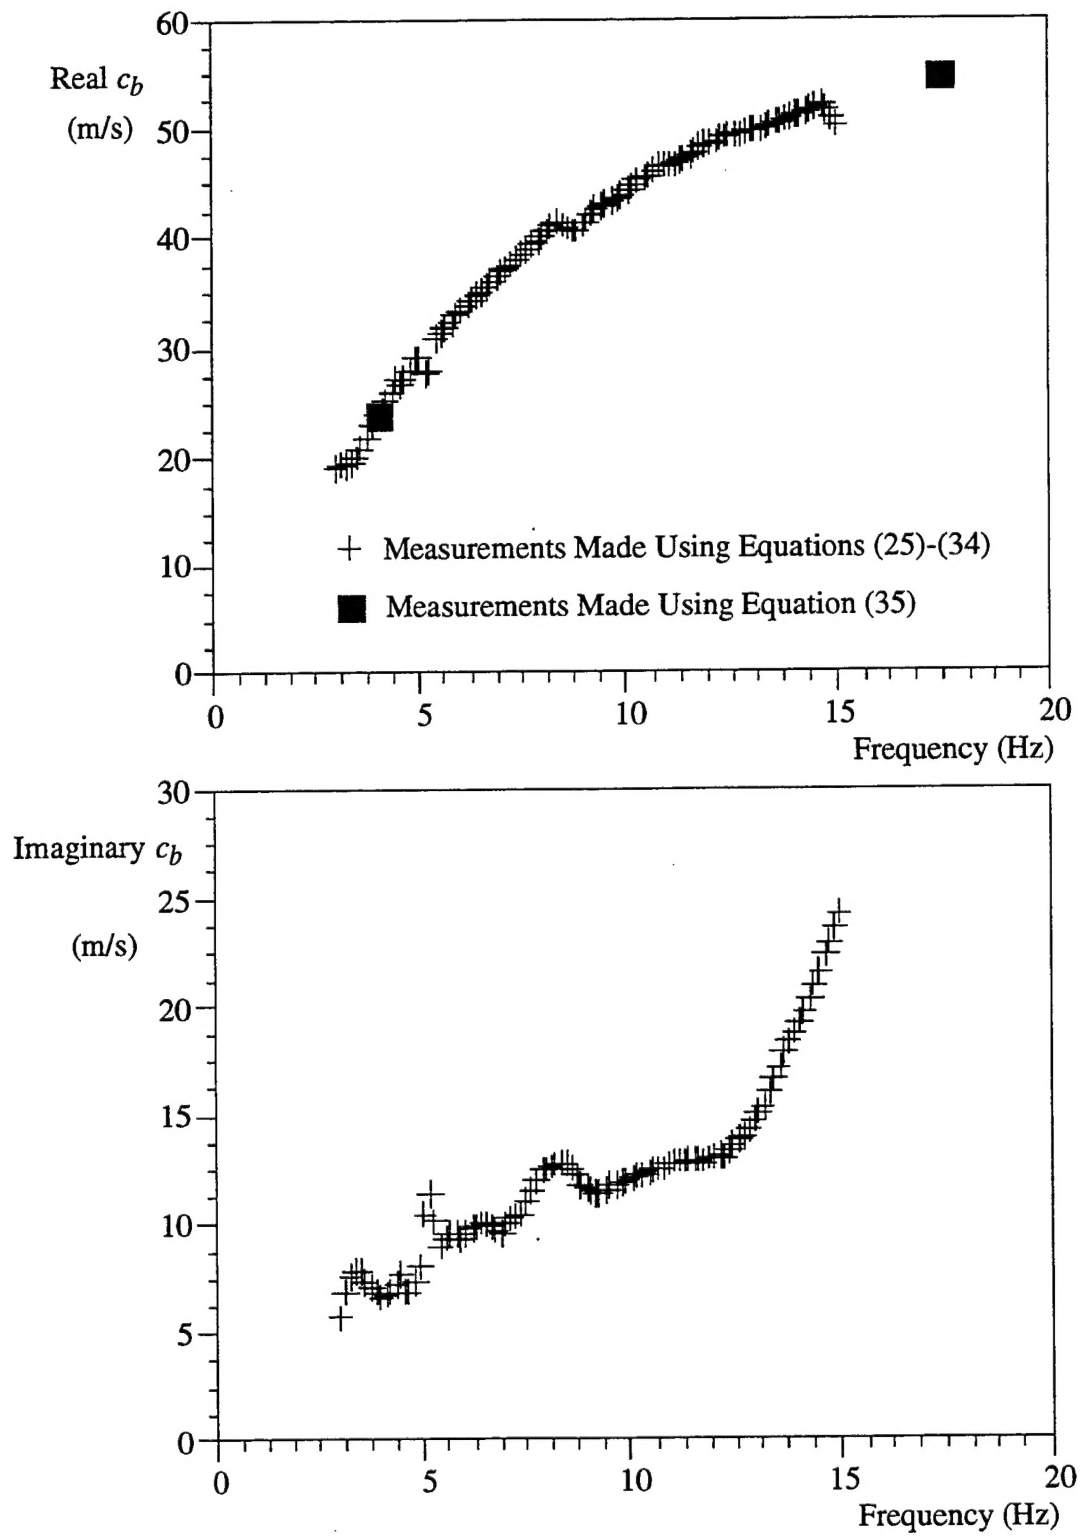 60
Real cb
(m/s)
50
40
30
20
Measurements Made Using Equations (25)-(34)
10
Measurements Made Using Equation (35)
0
0 5 10 15 20
Frequency (Hz)
30
Imaginary cb
25
(m/s)
20
15
10
5
0
0 5 10 15 20
Frequency (Hz)